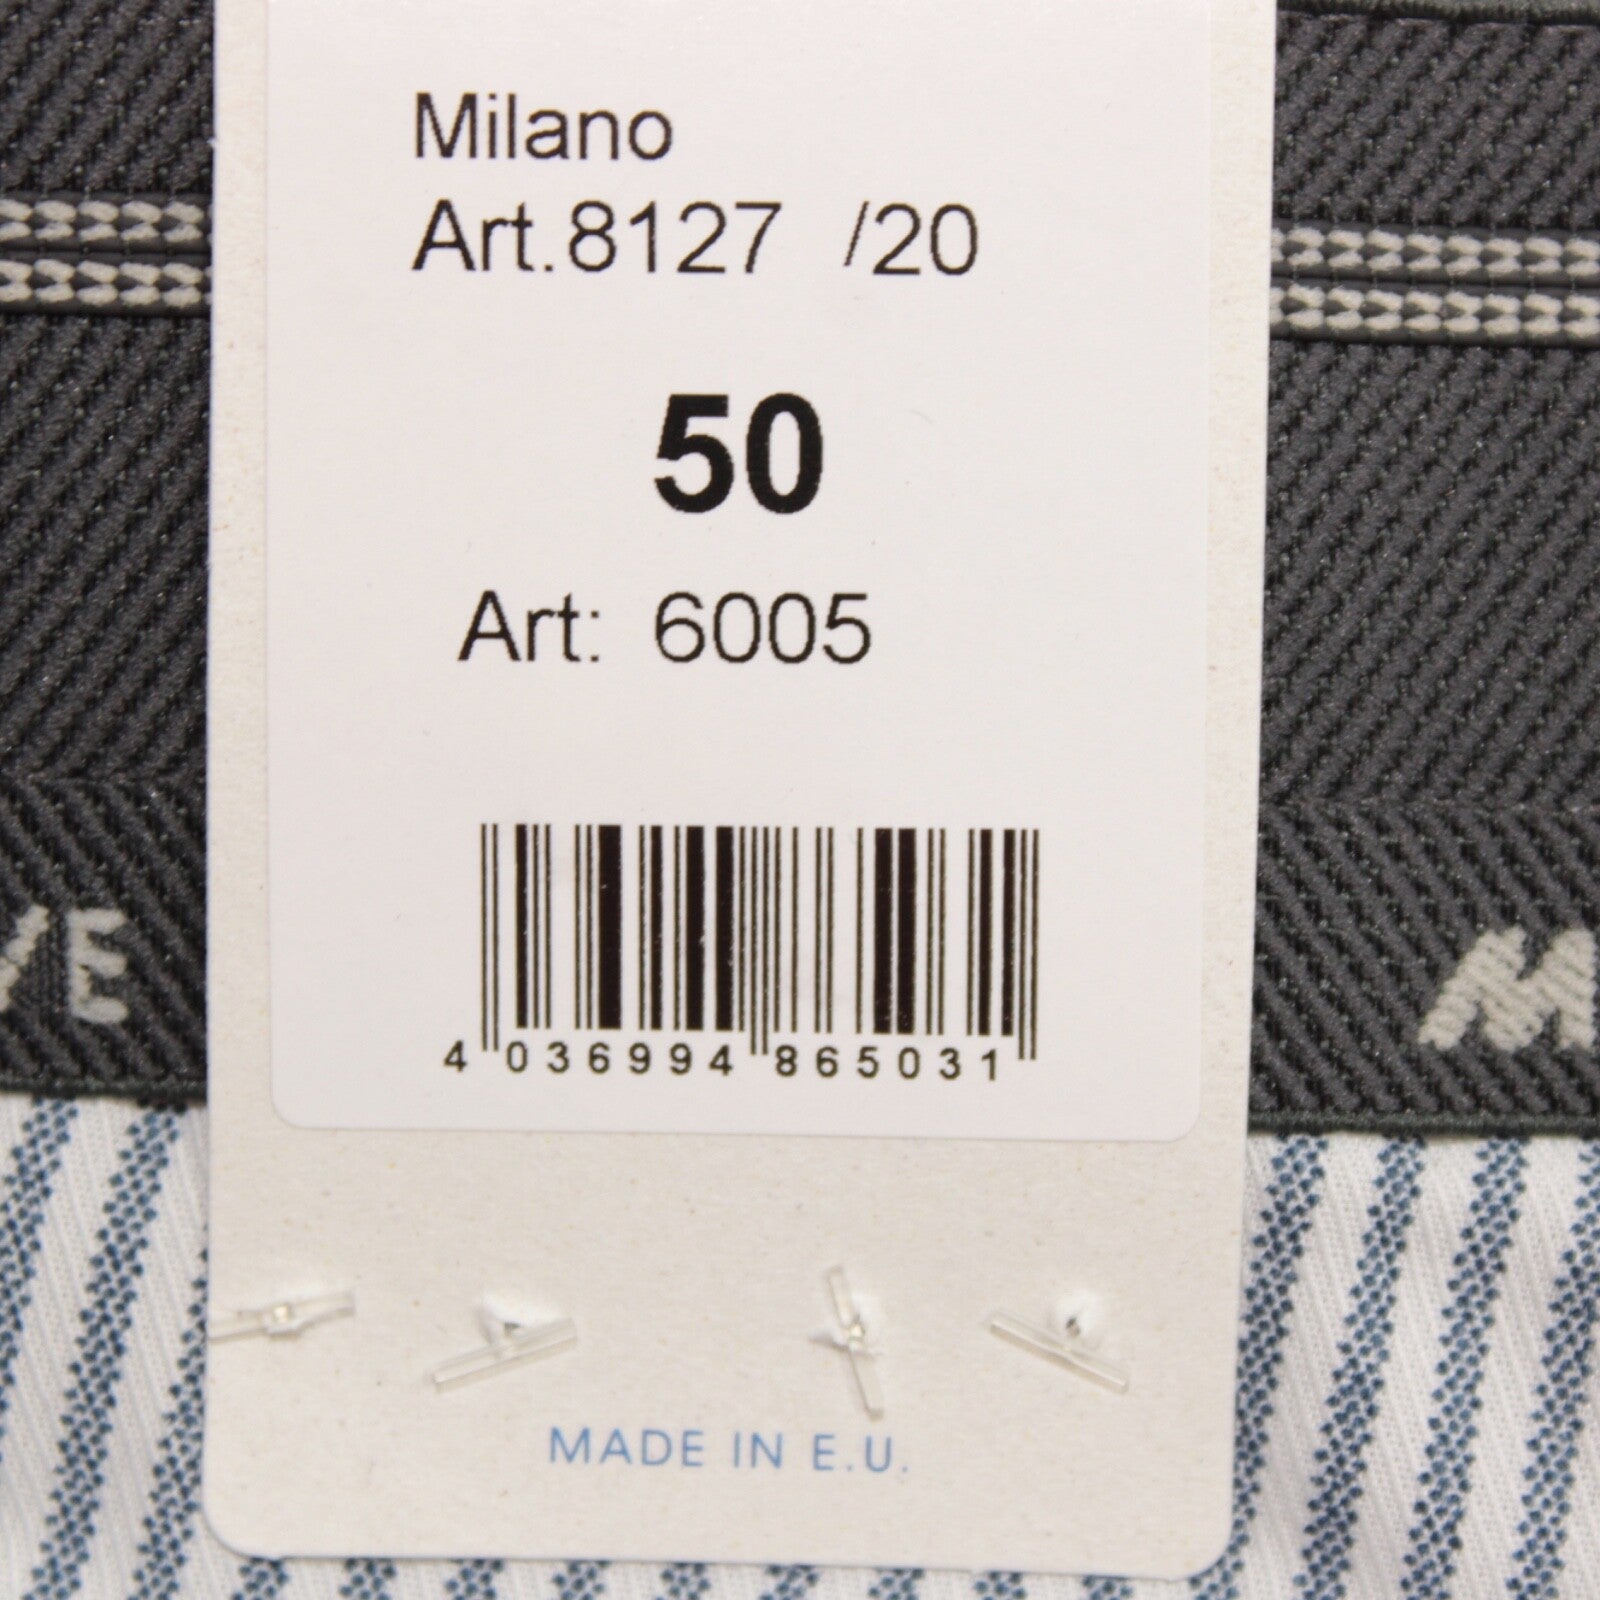 Milano
Art.8127 /20
50
Art: 6005
4 036994 865031
MADE IN E.U.